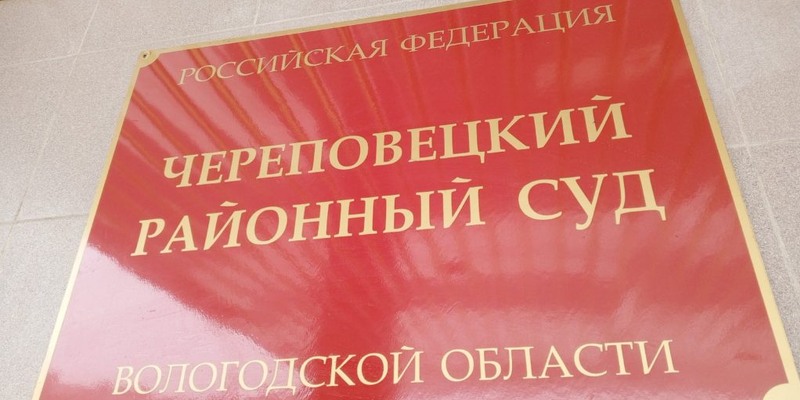 РОССИЙСКАЯ ФЕДЕРАЦИЯ
ЧЕРЕПОВЕЦКИЙ
РАЙОННЫЙ СУД
ВОЛОГОДСКОЙ ОБЛАСТИ